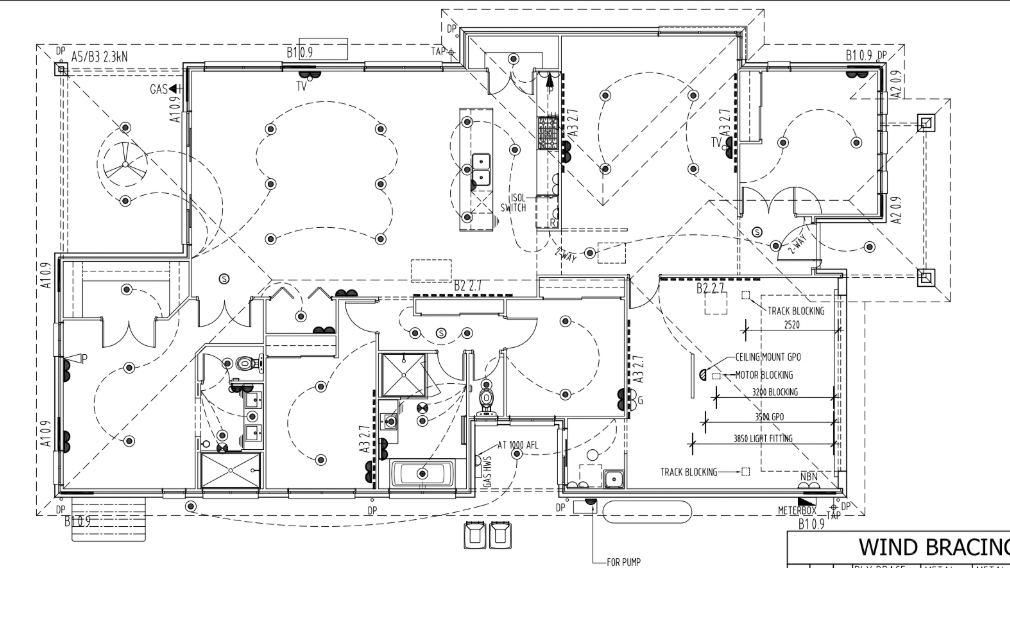 DP
DP
A5/B3 2.3kN
B1 0.9
TAP
B1 0.9
DP
GAS
A1 0.9
TV
A3 2.7
A3 2.7
TV
A2 0.9
ISOL
SWITCH
R
A2 0.9
S
2-WAY
2-WAY
A1 0.9
S
B2 2.7
B2 2.7
TRACK BLOCKING
2520
S
P
CEILING MOUNT GPO
MOTOR BLOCKING
A3 2.7
3200 BLOCKING
G
3500 GPO
A1 0.9
A3 2.7
AT 1000 AFL
3850 LIGHT FITTING
GAS HWS
TRACK BLOCKING
NBN
DP
B1 0.9
DP
DP
METERBOX
TAP
DP
B1 0.9
FOR PUMP
WIND BRACING
PLY BRACE
METAL
METAL